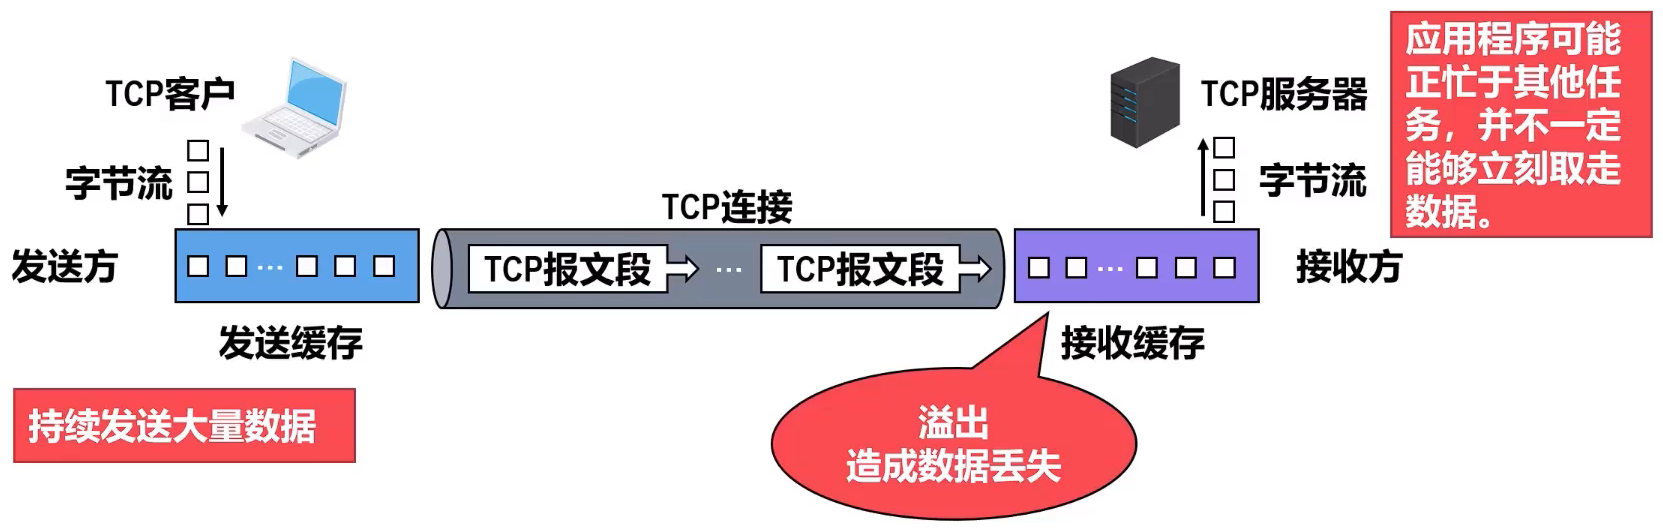 TCP客户
TCP服务器
应用程序可能
正忙于其他任
务，并不一定
能够立刻取走
数据。
字节流
字节流
TCP连接
发送方
TCP报文段
…
TCP报文段
接收方
发送缓存
接收缓存
持续发送大量数据
溢出
造成数据丢失